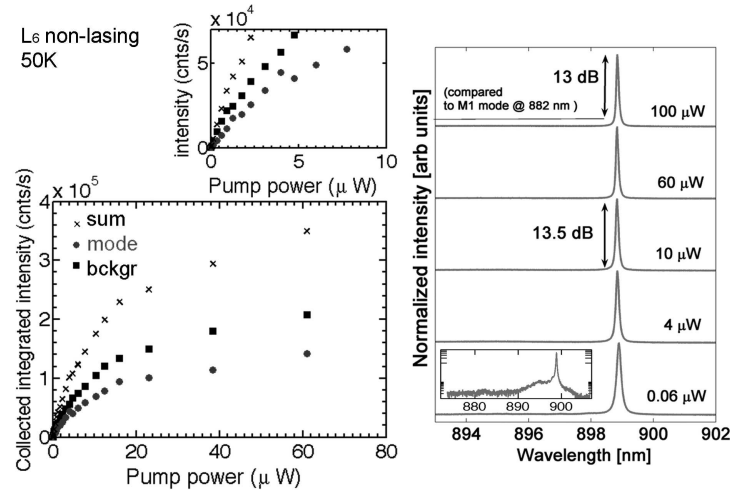 L6 non-lasing
50K
x 10^4
intensity (cnts/s)
5
0
0
5
10
Pump power (μ W)
x 10^5
Collected integrated intensity (cnts/s)
4
3
2
1
0
sum
mode
bckgr
0
20
40
60
80
Pump power (μ W)
Normalized intensity [arb units]
13 dB
(compared
to M1 mode @ 882 nm )
100 μW
60 μW
13.5 dB
10 μW
4 μW
0.06 μW
880
890
900
894
896
898
900
902
Wavelength [nm]